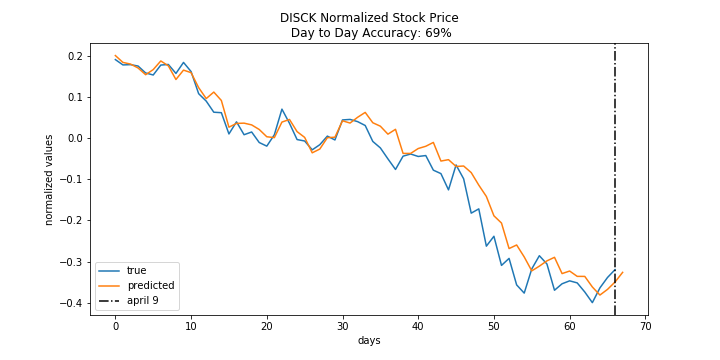 DISCK Normalized Stock Price
Day to Day Accuracy: 69%
normalized values
0.2
0.1
0.0
−0.1
−0.2
−0.3
−0.4
true
predicted
april 9
0 10 20 30 40 50 60 70
days